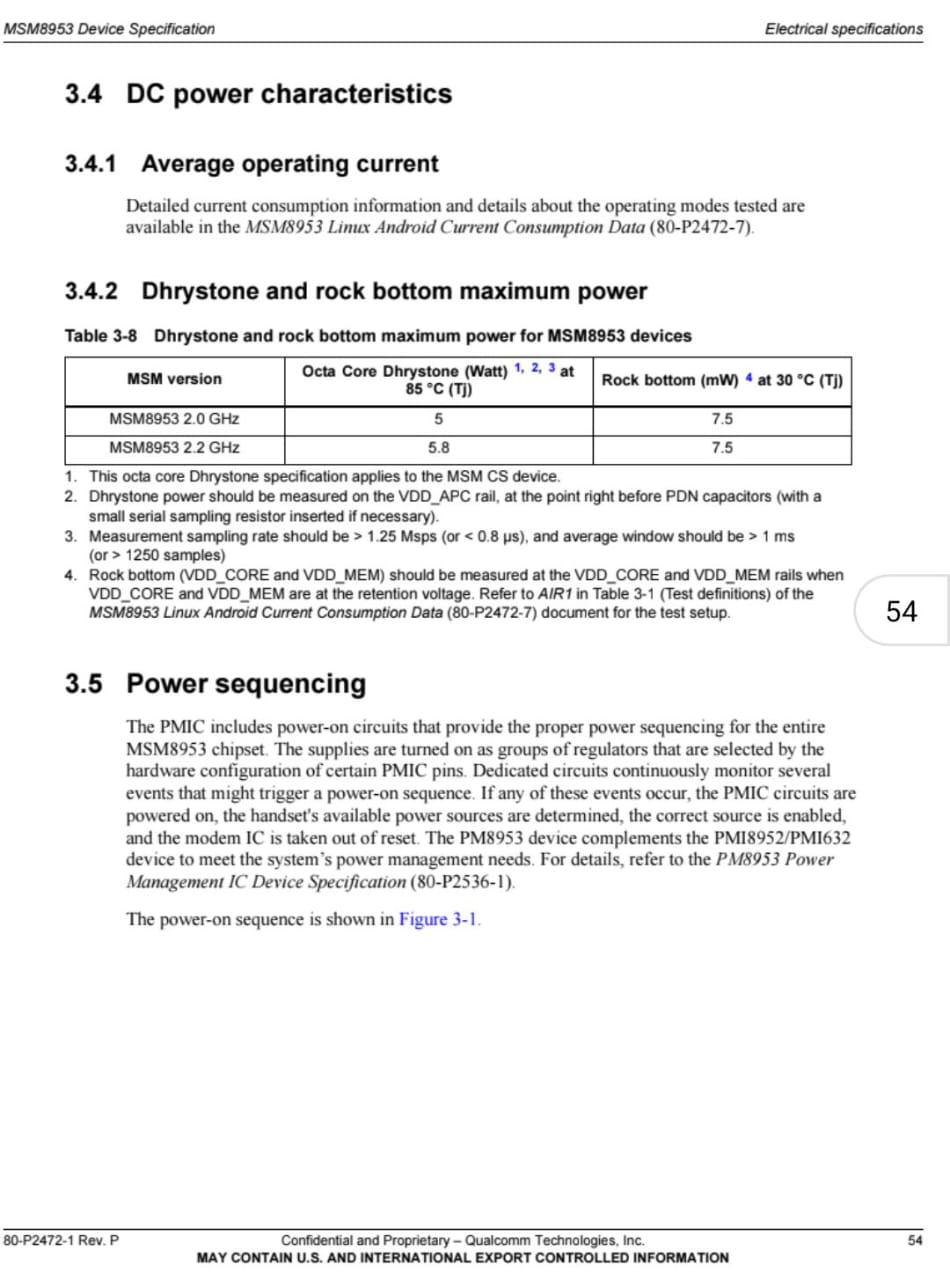 MSM8953 Device Specification
Electrical specifications
3.4 DC power characteristics
3.4.1 Average operating current
Detailed current consumption information and details about the operating modes tested are
available in the MSM8953 Linux Android Current Consumption Data (80-P2472-7).
3.4.2 Dhrystone and rock bottom maximum power
Table 3-8 Dhrystone and rock bottom maximum power for MSM8953 devices
MSM version
Octa Core Dhrystone (Watt) 1, 2, 3 at
85 °C (Tj)
Rock bottom (mW) 4 at 30 °C (Tj)
MSM8953 2.0 GHz 5 7.5
MSM8953 2.2 GHz 5.8 7.5
1. This octa core Dhrystone specification applies to the MSM CS device.
2. Dhrystone power should be measured on the VDD_APC rail, at the point right before PDN capacitors (with a
small serial sampling resistor inserted if necessary).
3. Measurement sampling rate should be > 1.25 Msps (or < 0.8 µs), and average window should be > 1 ms
(or > 1250 samples)
4. Rock bottom (VDD_CORE and VDD_MEM) should be measured at the VDD_CORE and VDD_MEM rails when
VDD_CORE and VDD_MEM are at the retention voltage. Refer to AIR1 in Table 3-1 (Test definitions) of the
MSM8953 Linux Android Current Consumption Data (80-P2472-7) document for the test setup.
54
3.5 Power sequencing
The PMIC includes power-on circuits that provide the proper power sequencing for the entire
MSM8953 chipset. The supplies are turned on as groups of regulators that are selected by the
hardware configuration of certain PMIC pins. Dedicated circuits continuously monitor several
events that might trigger a power-on sequence. If any of these events occur, the PMIC circuits are
powered on, the handset's available power sources are determined, the correct source is enabled,
and the modem IC is taken out of reset. The PM8953 device complements the PMI8952/PMI632
device to meet the system's power management needs. For details, refer to the PM8953 Power
Management IC Device Specification (80-P2536-1).
The power-on sequence is shown in Figure 3-1.
80-P2472-1 Rev. P
Confidential and Proprietary – Qualcomm Technologies, Inc.
54
MAY CONTAIN U.S. AND INTERNATIONAL EXPORT CONTROLLED INFORMATION